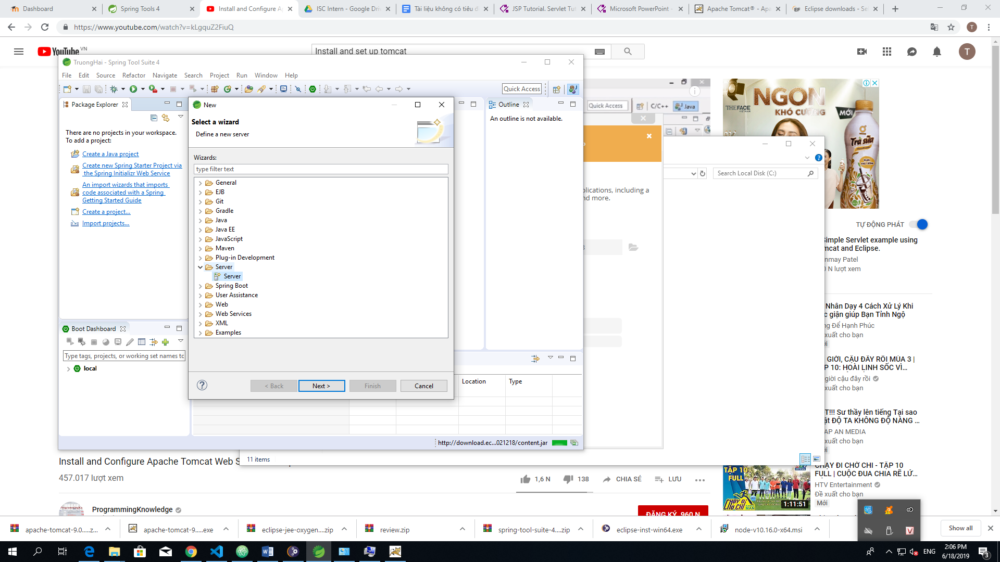 Dashboard
Spring Tools 4
Install and Configure A
ISC Intern - Google Dri
Tài liệu không có tiêu đ
JSP Tutorial. Servlet Tut
Microsoft PowerPoint -
Apache Tomcat® - Apa
Eclipse downloads - Se
https://www.youtube.com/watch?v=kLgquZ2FiuQ
T
YouTube VN
Install and set up tomcat
T
TruongHai - Spring Tool Suite 4
File Edit Source Refactor Navigate Search Project Run Window Help
Quick Access
Package Explorer
There are no projects in your workspace.
To add a project:
Create a Java project
Create new Spring Starter Project via
the Spring Initializr Web Service
An import wizards that imports
code associated with a Spring
Getting Started Guide
Create a project...
Import projects...
Boot Dashboard
Type tags, projects, or working set names to
local
New
Select a wizard
Define a new server
Wizards:
type filter text
General
EJB
Git
Gradle
Java
Java EE
JavaScript
Maven
Plug-in Development
Server
Server
Spring Boot
User Assistance
Web
Web Services
XML
Examples
< Back
Next >
Finish
Cancel
Outline
An outline is not available.
Location
Type
http://download.ec...021218/content.jar
Quick Access
C/C++
Java
plications, including a
nd more.
Search Local Disk (C:)
11 items
NGON
KHÓ CƯỠNG
THEFACE
VIETNAM
MỚI
Trà sữa
TỰ ĐỘNG PHÁT
Simple Servlet example using
mcat and Eclipse.
nmay Patel
0 N lượt xem
Nhân Dạy 4 Cách Xử Lý Khi
c giận giúp Bạn Tỉnh Ngộ
ng Để Hạnh Phúc
xuất cho bạn
GIỜI, CẬU ĐÂY RỒI MÙA 3 |
P 10: HOÀI LINH SỐC VÌ...
giời cậu đây rồi
xuất cho bạn
T!!! Sư thầy lên tiếng Tại sao
ật ĐỘ TA KHÔNG ĐỘ NÀNG ...
AP AN MEDIA
xuất cho bạn
TẬP 10
FULL
CHẠY ĐI CHỜ CHI
1:11:51
CHẠY ĐI CHỜ CHI - TẬP 10
FULL | CUỘC ĐUA CHIA RẼ LỨ...
HTV Entertainment
Đề xuất cho bạn
Mới
Install and Configure Apache Tomcat Web S
457.017 lượt xem
1,6 N
138
CHIA SẺ
LƯU
ProgrammingKnowledge
ĐĂNG KÝ 960 N
apache-tomcat-9.0.....z...
apache-tomcat-9.....exe
eclipse-jee-oxygen....zip
review.zip
spring-tool-suite-4....zip
eclipse-inst-win64.exe
node-v10.16.0-x64.msi
Show all
ENG
2:06 PM
6/18/2019
3